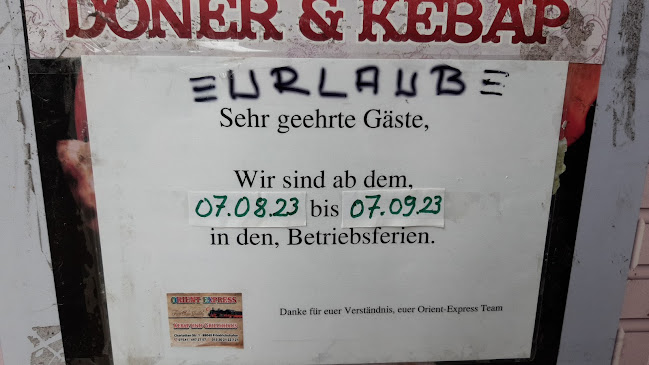 DÖNER & KEBAP
URLAUB
Sehr geehrte Gäste,
Wir sind ab dem,
07.08.23 bis 07.09.23
in den, Betriebsferien.
ORIENT EXPRESS
Danke für euer Verständnis, euer Orient-Express Team